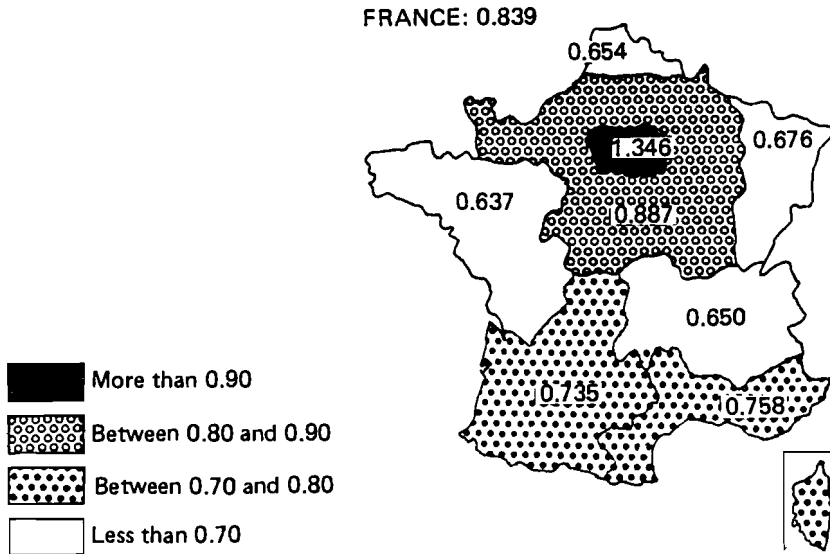 FRANCE: 0.839
0.654
1.346
0.676
0.637
0.887
0.650
0.735
0.758
More than 0.90
Between 0.80 and 0.90
Between 0.70 and 0.80
Less than 0.70